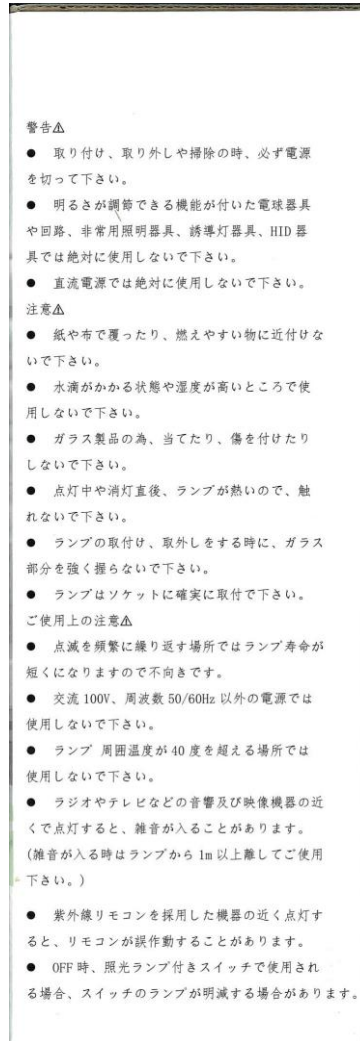 警告⚠
● 取り付け、取り外しや掃除の時、必ず電源
を切って下さい。
● 明るさが調節できる機能が付いた電球器具
や回路、非常用照明器具、誘導灯器具、HID 器
具では絶対に使用しないで下さい。
● 直流電源では絶対に使用しないで下さい。
注意⚠
● 紙や布で覆ったり、燃えやすい物に近付けな
いで下さい。
● 水滴がかかる状態や湿度が高いところで使
用しないで下さい。
● ガラス製品の為、当てたり、傷を付けたり
しないで下さい。
● 点灯中や消灯直後、ランプが熱いので、触
れないで下さい。
● ランプの取付け、取外しをする時に、ガラス
部分を強く握らないで下さい。
● ランプはソケットに確実に取付で下さい。
ご使用上の注意⚠
● 点滅を頻繁に繰り返す場所ではランプ寿命が
短くになりますので不向きです。
● 交流 100V、周波数 50/60Hz 以外の電源では
使用しないで下さい。
● ランプ 周囲温度が 40 度を超える場所では
使用しないで下さい。
● ラジオやテレビなどの音響及び映像機器の近
くで点灯すると、雑音が入ることがあります。
(雑音が入る時はランプから 1m 以上離してご使用
下さい。)
● 紫外線リモコンを採用した機器の近く点灯す
ると、リモコンが誤作動することがあります。
● OFF 時、照光ランプ付きスイッチで使用され
る場合、スイッチのランプが明滅する場合があります。